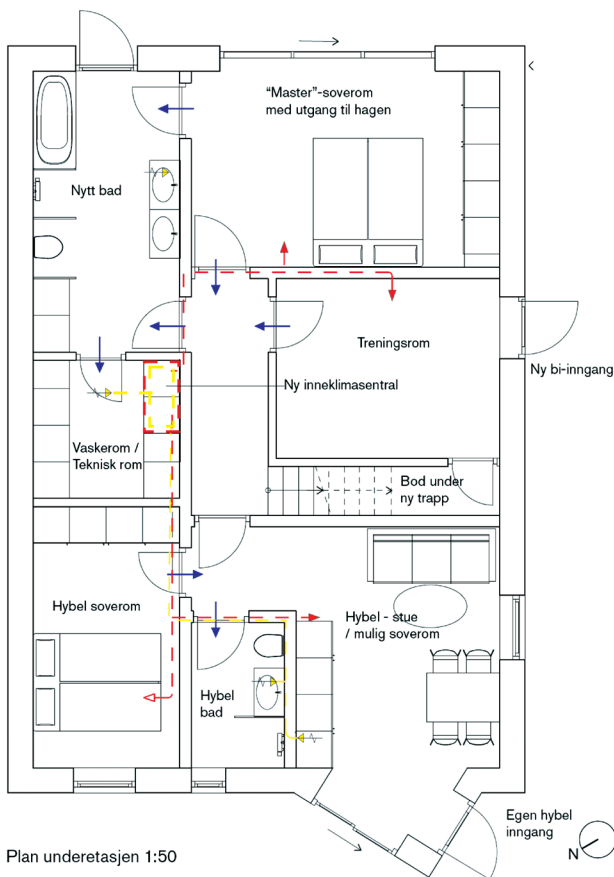 “Master”-soverom
med utgang til hagen
Nytt bad
Treningsrom
Ny bi-inngang
Ny inneklimasentral
Vaskerom /
Teknisk rom
Bod under
ny trapp
Hybel soverom
Hybel - stue
/ mulig soverom
Hybel
bad
Egen hybel
inngang
N
Plan underetasjen 1:50